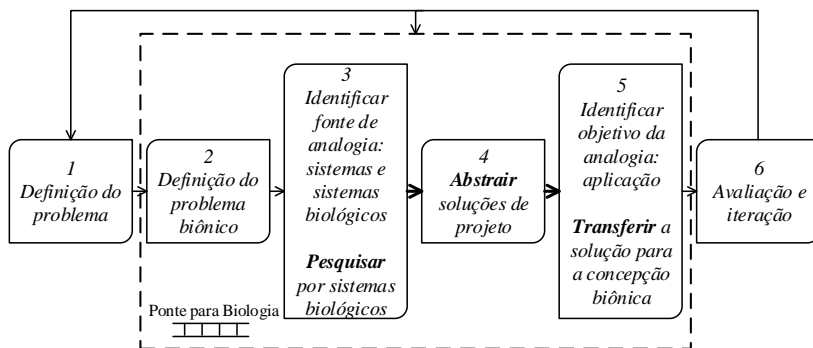 1
Definição do
problema
2
Definição do
problema
biônico
3
Identificar
fonte de
analogia:
sistemas e
sistemas
biológicos
Pesquisar
por sistemas
biológicos
4
Abstrair
soluções de
projeto
5
Identificar
objetivo da
analogia:
aplicação
Transferir a
solução para
a concepção
biônica
6
Avaliação e
iteração
Ponte para Biologia